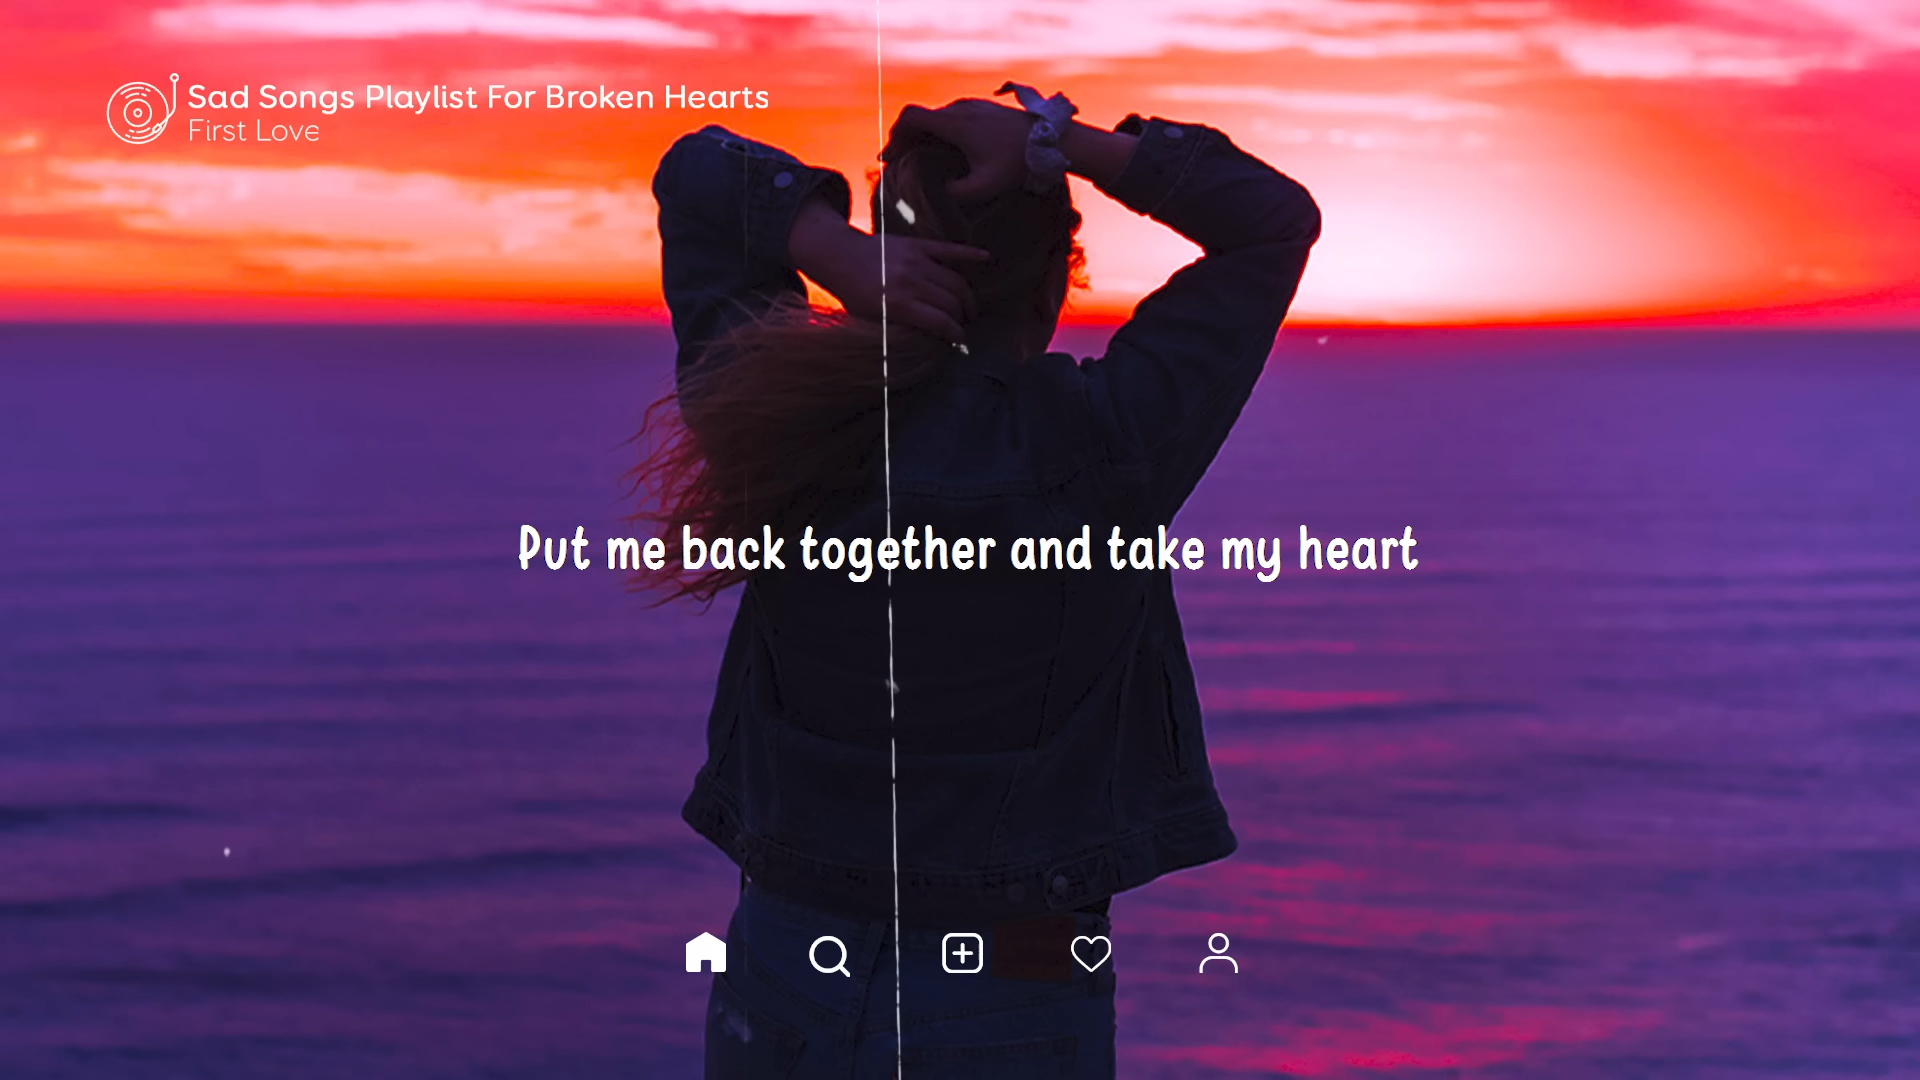 Sad Songs Playlist For Broken Hearts
First Love
Put me back together and take my heart